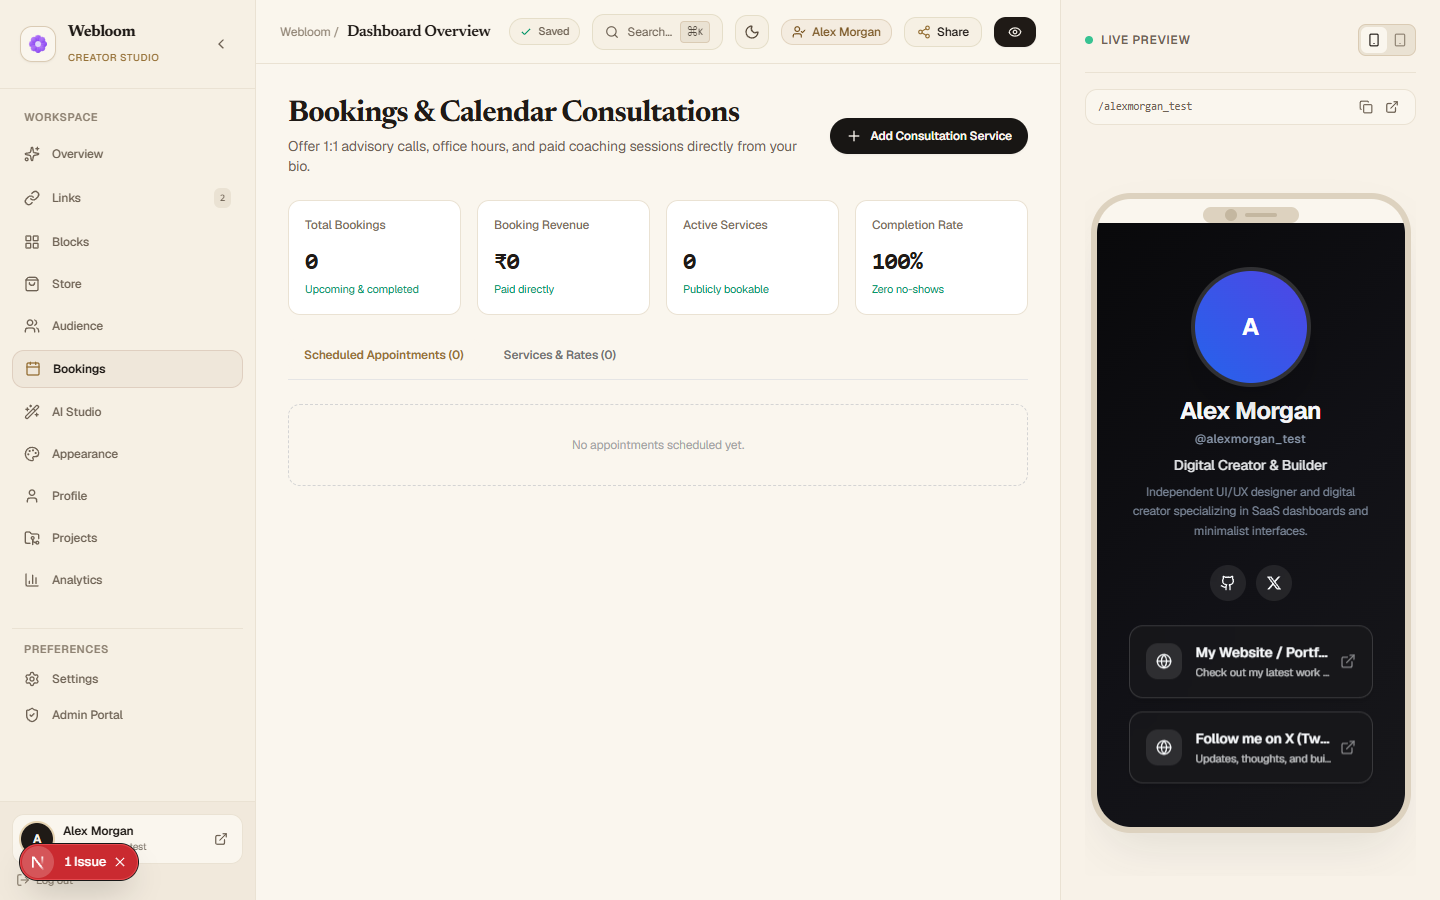 Webloom
CREATOR STUDIO
WORKSPACE
Overview
Links 2
Blocks
Store
Audience
Bookings
AI Studio
Appearance
Profile
Projects
Analytics
PREFERENCES
Settings
Admin Portal
A Alex Morgan
test
1 Issue
Log out
Webloom / Dashboard Overview
Saved
Search... ⌘K
Alex Morgan
Share
Bookings & Calendar Consultations
Offer 1:1 advisory calls, office hours, and paid coaching sessions directly from your
bio.
Add Consultation Service
Total Bookings
0
Upcoming & completed
Booking Revenue
₹0
Paid directly
Active Services
0
Publicly bookable
Completion Rate
100%
Zero no-shows
Scheduled Appointments (0)
Services & Rates (0)
No appointments scheduled yet.
LIVE PREVIEW
/alexmorgan_test
A
Alex Morgan
@alexmorgan_test
Digital Creator & Builder
Independent UI/UX designer and digital
creator specializing in SaaS dashboards and
minimalist interfaces.
My Website / Portf...
Check out my latest work ...
Follow me on X (Tw...
Updates, thoughts, and bui...